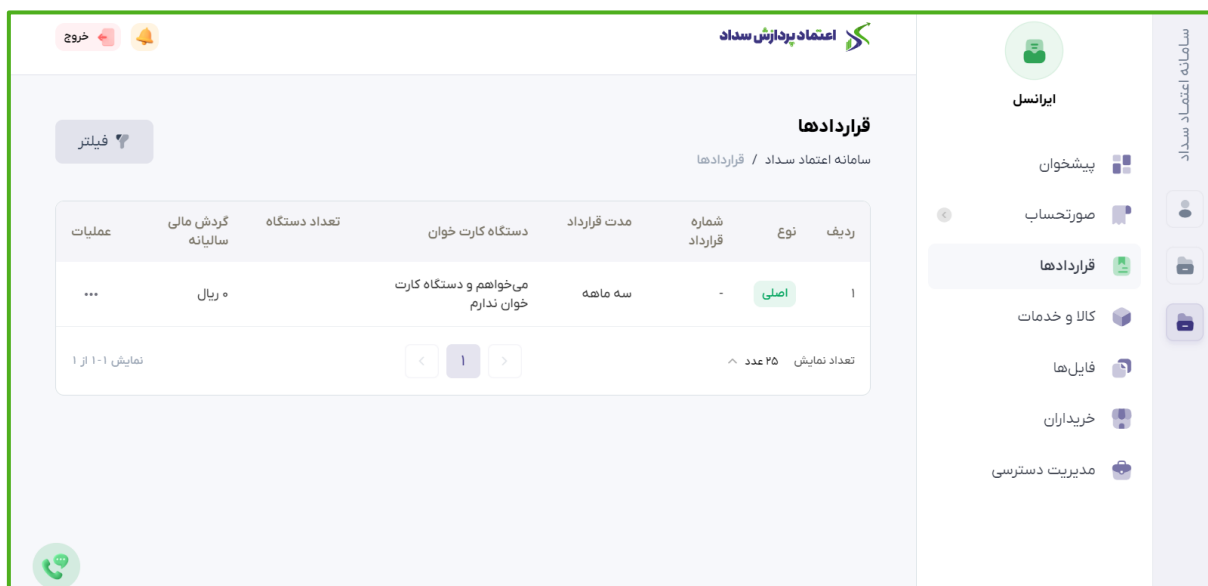 سامانه اعتمـاد سـداد
ایرانسل
پیشخوان
صورتحساب
قراردادها
کالا و خدمات
فایل‌ها
خریداران
مدیریت دسترسی
اعتماد پردازش سداد
خروج
قراردادها
سامانه اعتماد سـداد / قراردادها
فیلتر
ردیف نوع شماره قرارداد مدت قرارداد دستگاه کارت خوان تعداد دستگاه گردش مالی سالیانه عملیات
۱ اصلی - سه ماهه می‌خواهم و دستگاه کارت خوان ندارم ۰ ریال ...
تعداد نمایش ۲۵ عدد ۱ نمایش ۱-۱ از ۱